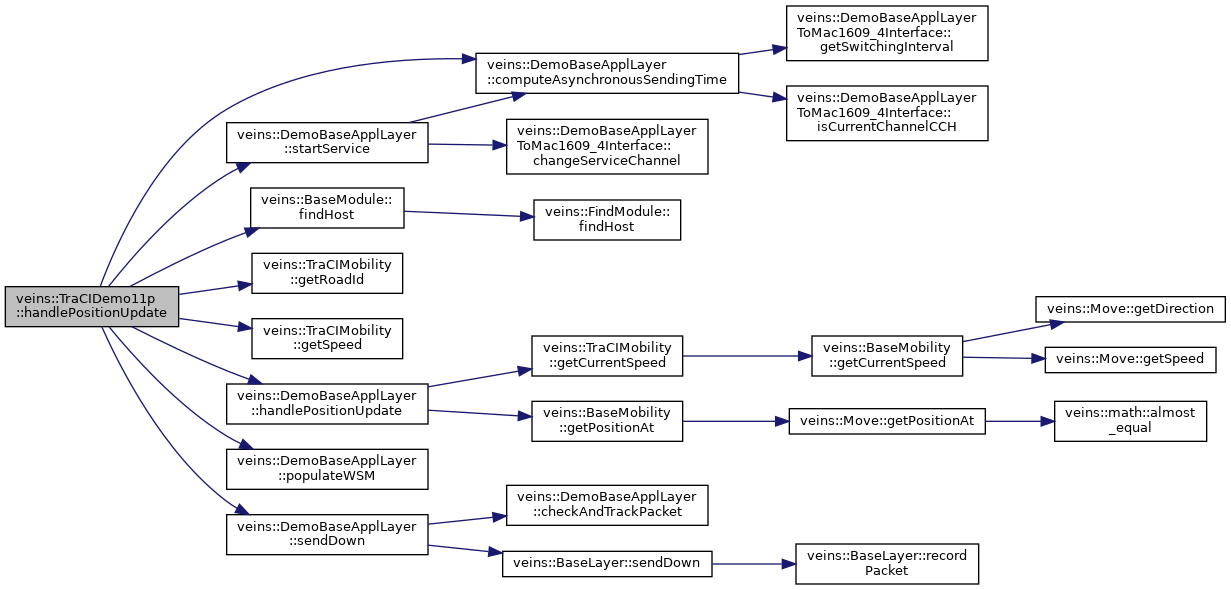 veins::TraCIDemo11p
::handlePositionUpdate
veins::DemoBaseApplLayer
::computeAsynchronousSendingTime
veins::DemoBaseApplLayer
ToMac1609_4Interface::
getSwitchingInterval
veins::DemoBaseApplLayer
ToMac1609_4Interface::
isCurrentChannelCCH
veins::DemoBaseApplLayer
::startService
veins::DemoBaseApplLayer
ToMac1609_4Interface::
changeServiceChannel
veins::BaseModule::
findHost
veins::FindModule::
findHost
veins::TraCIMobility
::getRoadId
veins::TraCIMobility
::getSpeed
veins::DemoBaseApplLayer
::handlePositionUpdate
veins::TraCIMobility
::getCurrentSpeed
veins::BaseMobility
::getCurrentSpeed
veins::Move::getDirection
veins::Move::getSpeed
veins::BaseMobility
::getPositionAt
veins::Move::getPositionAt
veins::math::almost
_equal
veins::DemoBaseApplLayer
::populateWSM
veins::DemoBaseApplLayer
::sendDown
veins::DemoBaseApplLayer
::checkAndTrackPacket
veins::BaseLayer::sendDown
veins::BaseLayer::record
Packet